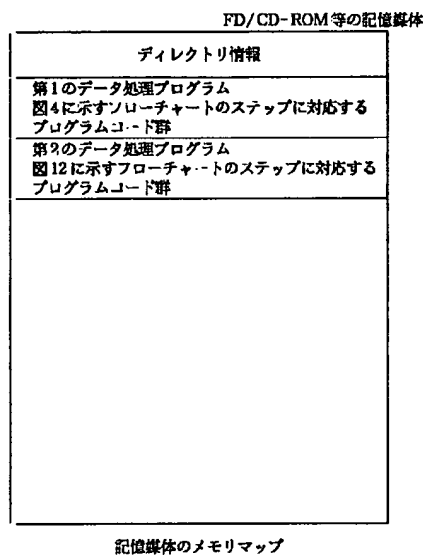 FD/CD-ROM等の記憶媒体
ディレクトリ情報
第1のデータ処理プログラム
図4に示すフローチャートのステップに対応する
プログラムコード群
第2のデータ処理プログラム
図12に示すフローチャートのステップに対応する
プログラムコード群
記憶媒体のメモリマップ